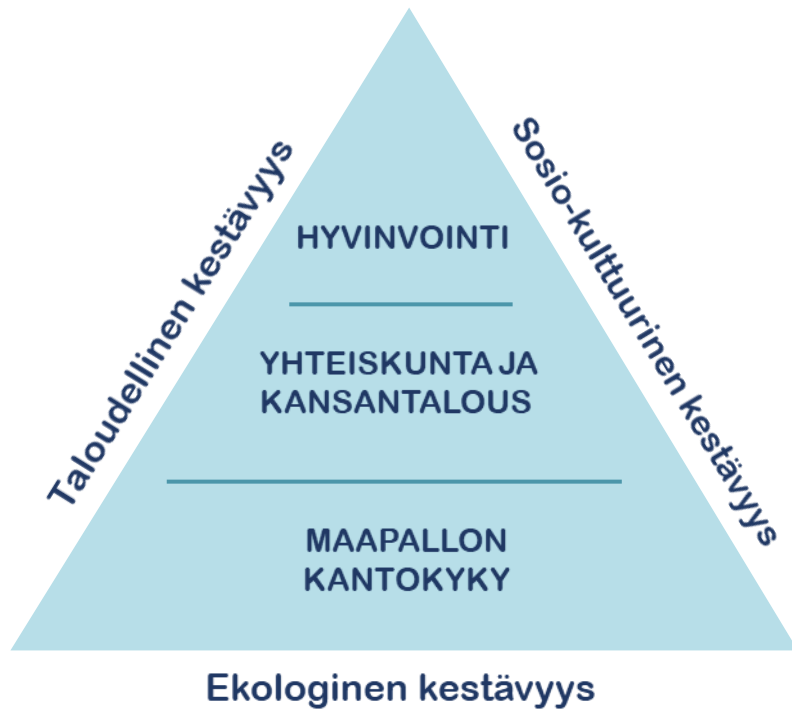 Taloudellinen kestävyys
Sosio-kulttuurinen kestävyys
HYVINVOINTI
YHTEISKUNTA JA
KANSANTALOUS
MAAPALLON
KANTOKYKY
Ekologinen kestävyys